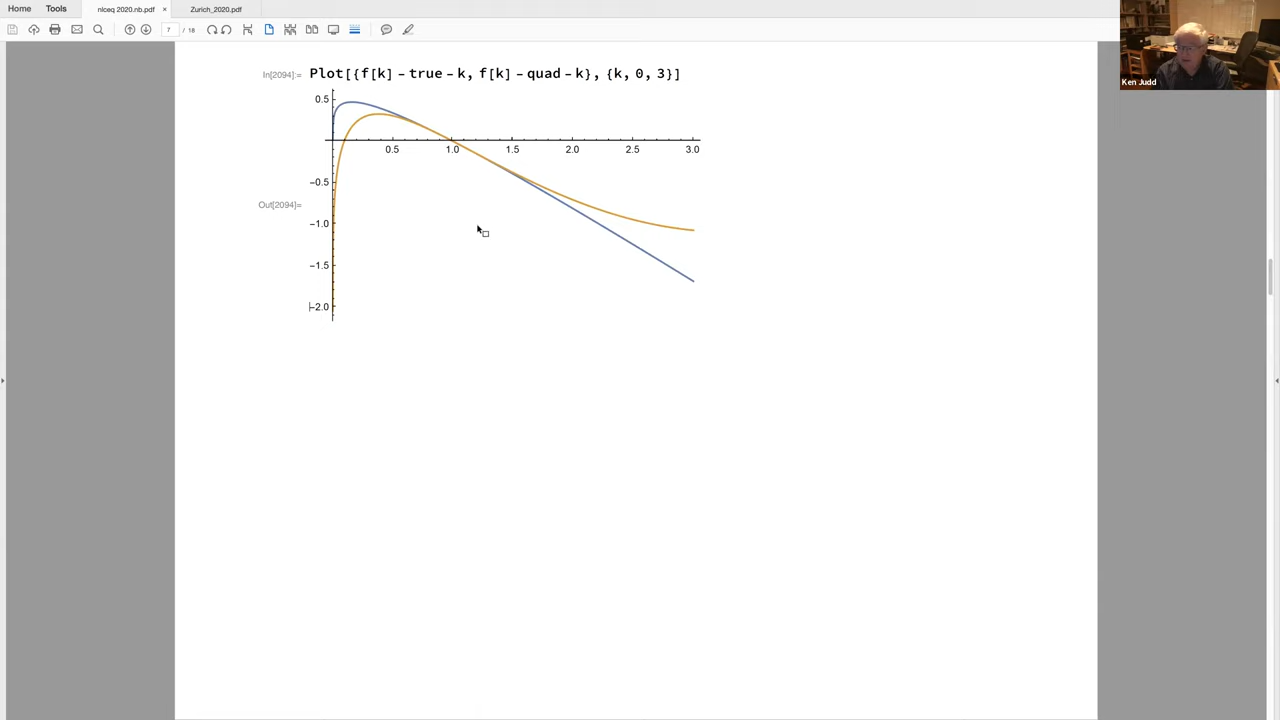 Home Tools nlceq 2020.nb.pdf × Zurich_2020.pdf
7 / 18
Ken Judd
In[2094]:= Plot[{f[k] - true - k, f[k] - quad - k}, {k, 0, 3}]
0.5
0.5 1.0 1.5 2.0 2.5 3.0
-0.5
Out[2094]=
-1.0
-1.5
-2.0